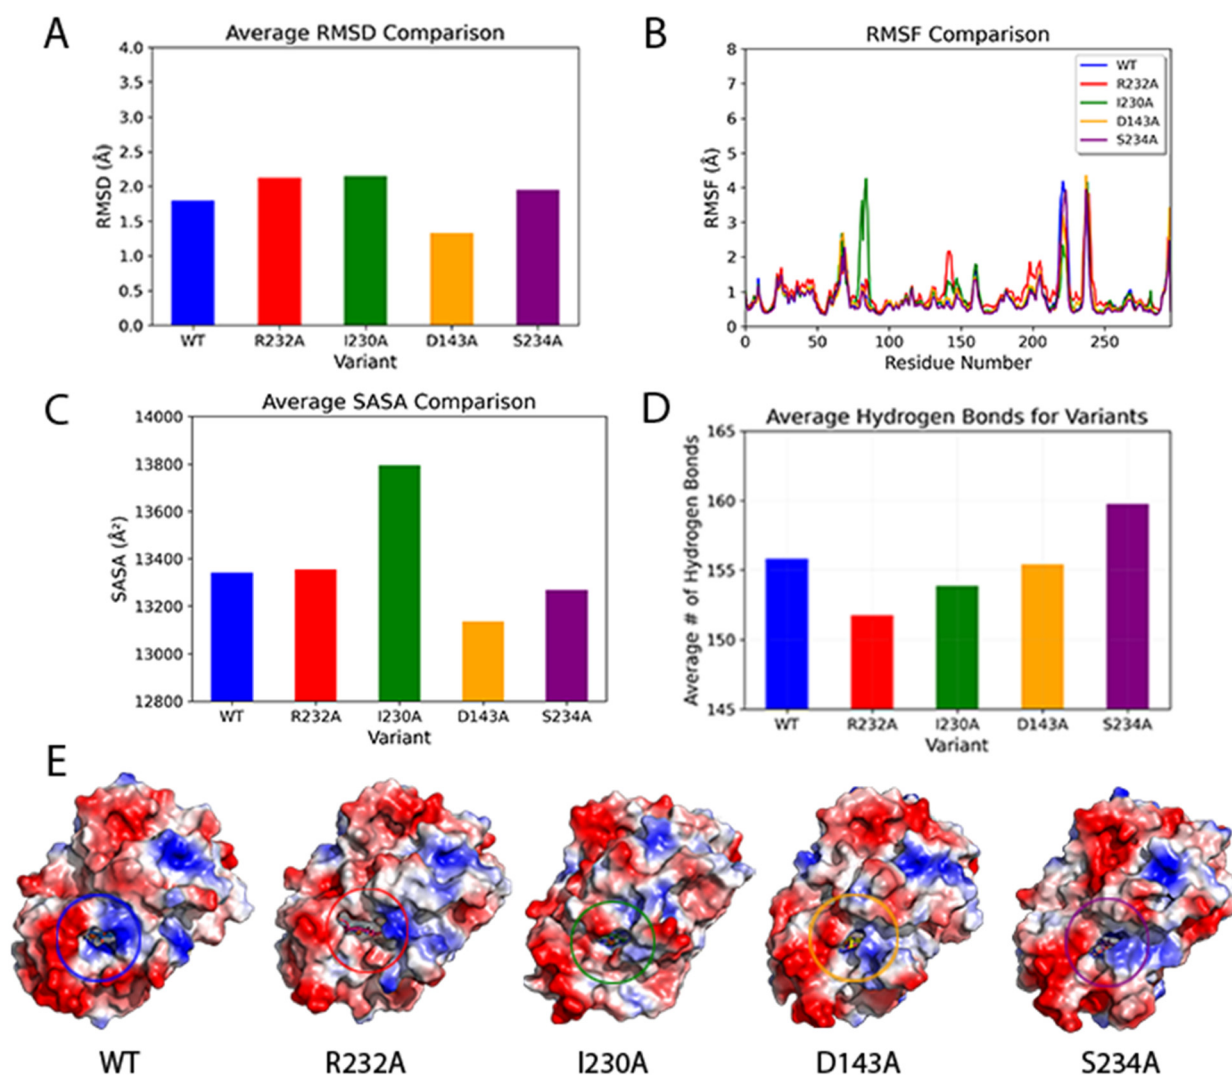 A
Average RMSD Comparison
4.0
3.5
3.0
2.5
2.0
1.5
1.0
0.5
0.0
RMSD (Å)
WT R232A I230A D143A S234A
Variant
B
RMSF Comparison
8
7
6
5
4
3
2
1
0
RMSF (Å)
WT
R232A
I230A
D143A
S234A
0 50 100 150 200 250
Residue Number
C
Average SASA Comparison
14000
13800
13600
13400
13200
13000
12800
SASA (Å²)
WT R232A I230A D143A S234A
Variant
D
Average Hydrogen Bonds for Variants
165
160
155
150
145
Average # of Hydrogen Bonds
WT R232A I230A D143A S234A
Variant
E
WT R232A I230A D143A S234A